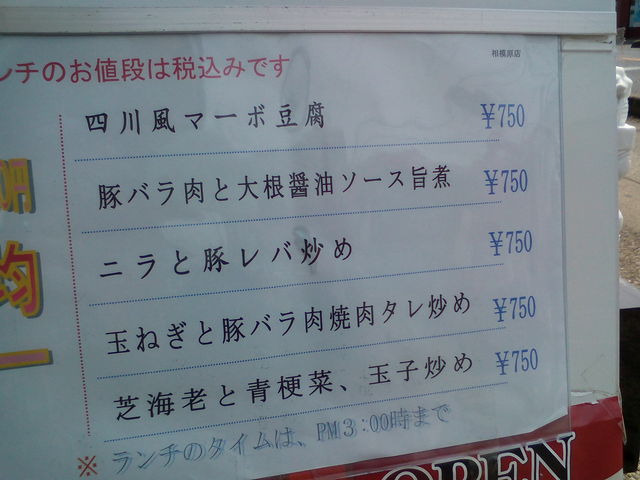 相模原店
ンチのお値段は税込みです
四川風マーボ豆腐 ¥750
豚バラ肉と大根醤油ソース旨煮 ¥750
ニラと豚レバ炒め ¥750
玉ねぎと豚バラ肉焼肉タレ炒め ¥750
芝海老と青梗菜、玉子炒め ¥750
※ ランチのタイムは、PM3:00時まで
均一
OPEN